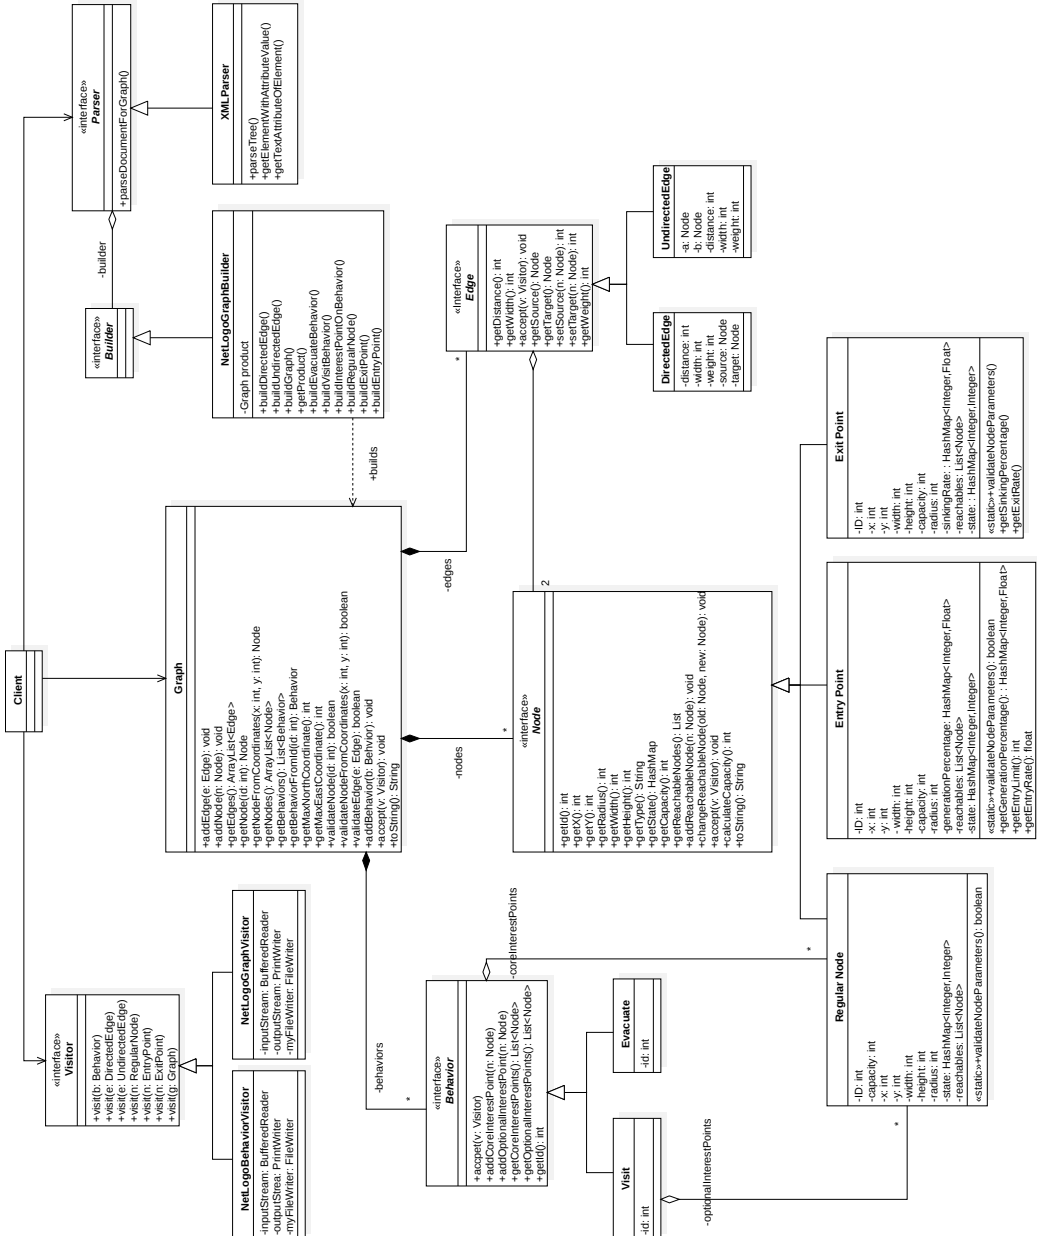 «interface»
Parser
+parseDocumentForGraph()
XMLParser
+parseTree()
+getElementWithAttributeValue()
+getTextAttributeOfElement()
-builder
«interface»
Builder
NetLogoGraphBuilder
-Graph product
+buildDirectedEdge()
+buildUndirectedEdge()
+buildGraph()
+getProduct()
+buildEvacuateBehavior()
+buildVisitBehavior()
+buildInterestPointOnBehavior()
+buildRegualrNode()
+buildExitPoint()
+buildEntryPoint()
+builds
«Interface»
Edge
+getDistance(): int
+getWidth(): int
+accept(v: Visitor): void
+getSource(): Node
+getTarget(): Node
+setSource(n: Node): int
+setTarget(n: Node): int
+getWeight(): int
UndirectedEdge
-a: Node
-b: Node
-distance: int
-width: int
-weight: int
DirectedEdge
-distance: int
-width: int
-weight: int
-source: Node
-target: Node
Client
Graph
+addEdge(e: Edge): void
+addNode(n: Node): void
+getEdges(): ArrayList<Edge>
+getNode(id: int): Node
+getNodeFromCoordinates(x: int, y: int): Node
+getNodes(): ArrayList<Node>
+getBehaviors(): List<Behavior>
+getBehaviorFromId(id: int): Behavior
+getMaxNorthCoordinate(): int
+getMaxEastCoordinate(): int
+validateNode(id: int): boolean
+validateNodeFromCoordinates(x: int, y: int): boolean
+validateEdge(e: Edge): boolean
+addBehavior(b: Behvior): void
+accept(v: Visitor): void
+toString(): String
*
-edges
-nodes
*
2
«interface»
Node
+getId(): int
+getX(): int
+getY(): int
+getRadius(): int
+getWidth(): int
+getHeight(): int
+getType(): String
+getState(): HashMap
+getCapacity(): int
+getReachableNodes(): List
+addReachableNode(n: Node): void
+changeReachableNode(old: Node, new: Node): void
+accept(v: Visitor): void
+calculateCapacity(): int
+toString(): String
Exit Point
-ID: int
-x: int
-y: int
-width: int
-height: int
-capacity: int
-radius: int
-sinkingRate: : HashMap<Integer,Float>
-reachables: List<Node>
-state: : HashMap<Integer,Integer>
«static»+validateNodeParameters()
+getSinkingPercentage()
+getExitRate()
Entry Point
-ID: int
-x: int
-y: int
-width: int
-height: int
-capacity: int
-radius: int
-generationPercentage: HashMap<Integer,Float>
-reachables: List<Node>
-state: HashMap<Integer,Integer>
«static»+validateNodeParameters(): boolean
+getGenerationPercentage(): : HashMap<Integer,Float>
+getEntryLimit(): int
+getEntryRate(): float
Regular Node
-ID: int
-capacity: int
-x: int
-y: int
-width: int
-height: int
-radius: int
-state: HashMap<Integer,Integer>
-reachables: List<Node>
«static»+validateNodeParameters(): boolean
«interface»
Visitor
+visit(b: Behavior)
+visit(e: DirectedEdge)
+visit(e: UndirectedEdge)
+visit(n: RegularNode)
+visit(n: EntryPoint)
+visit(n: ExitPoint)
+visit(g: Graph)
NetLogoGraphVisitor
-inputStream: BufferedReader
-outputStream: PrintWriter
-myFileWriter: FileWriter
NetLogoBehaviorVisitor
-inputStream: BufferedReader
-outputStrea: PrintWriter
-myFileWriter: FileWriter
-behaviors
*
«interface»
Behavior
+accpet(v: Visitor)
+addCoreInterestPoint(n: Node)
+addOptionalInterestPoint(n: Node)
+getCoreInterestPoints(): List<Node>
+getOptionalInterestPoints(): List<Node>
+getId(): int
-coreInterestPoints
*
Evacuate
-id: int
Visit
-id: int
-optionalInterestPoints
*